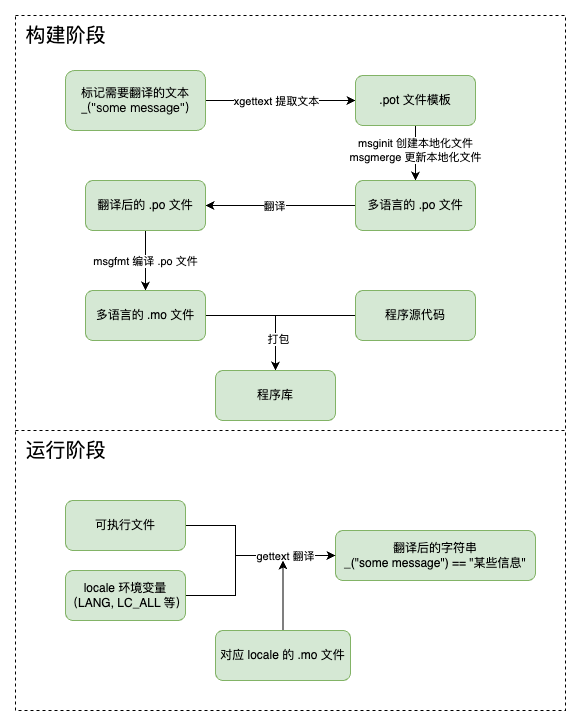 构建阶段
标记需要翻译的文本
_("some message")
xgettext 提取文本
.pot 文件模板
msginit 创建本地化文件
msgmerge 更新本地化文件
翻译后的 .po 文件
翻译
多语言的 .po 文件
msgfmt 编译 .po 文件
多语言的 .mo 文件
程序源代码
打包
程序库
运行阶段
可执行文件
gettext 翻译
翻译后的字符串
_("some message") == "某些信息"
locale 环境变量
(LANG, LC_ALL 等)
对应 locale 的 .mo 文件